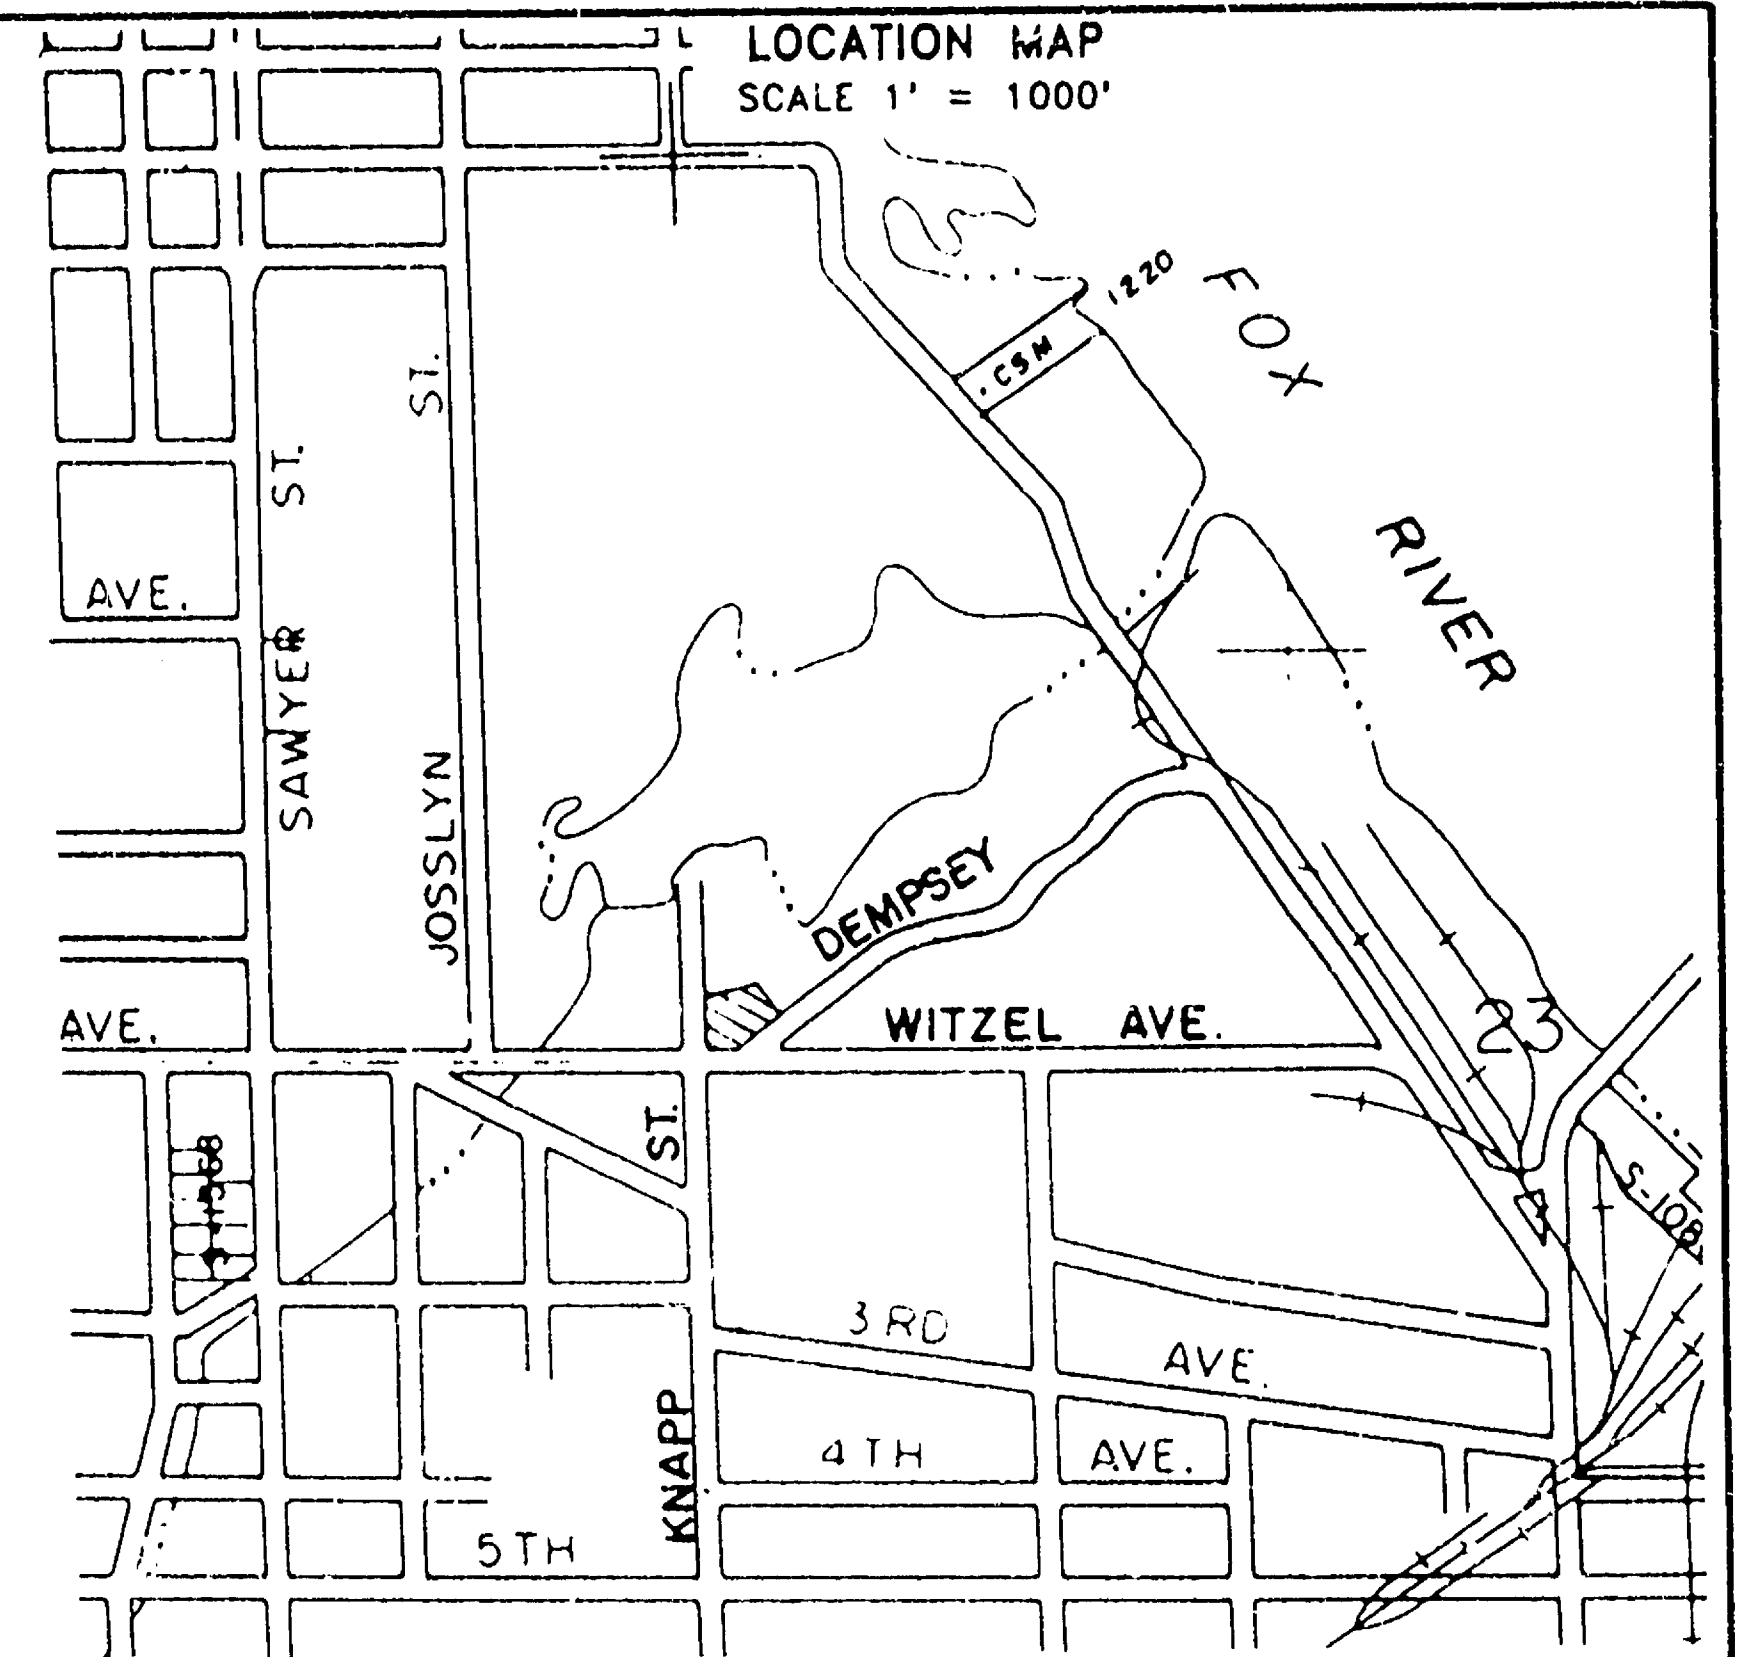 LOCATION MAP
SCALE 1' = 1000'
1220
CSM
FOX
RIVER
ST.
ST.
AVE.
SAWYER
JOSSLYN
DEMPSEY
AVE.
WITZEL AVE.
23
ST.
S-108
3RD
AVE.
KNAPP
4TH
AVE.
5TH